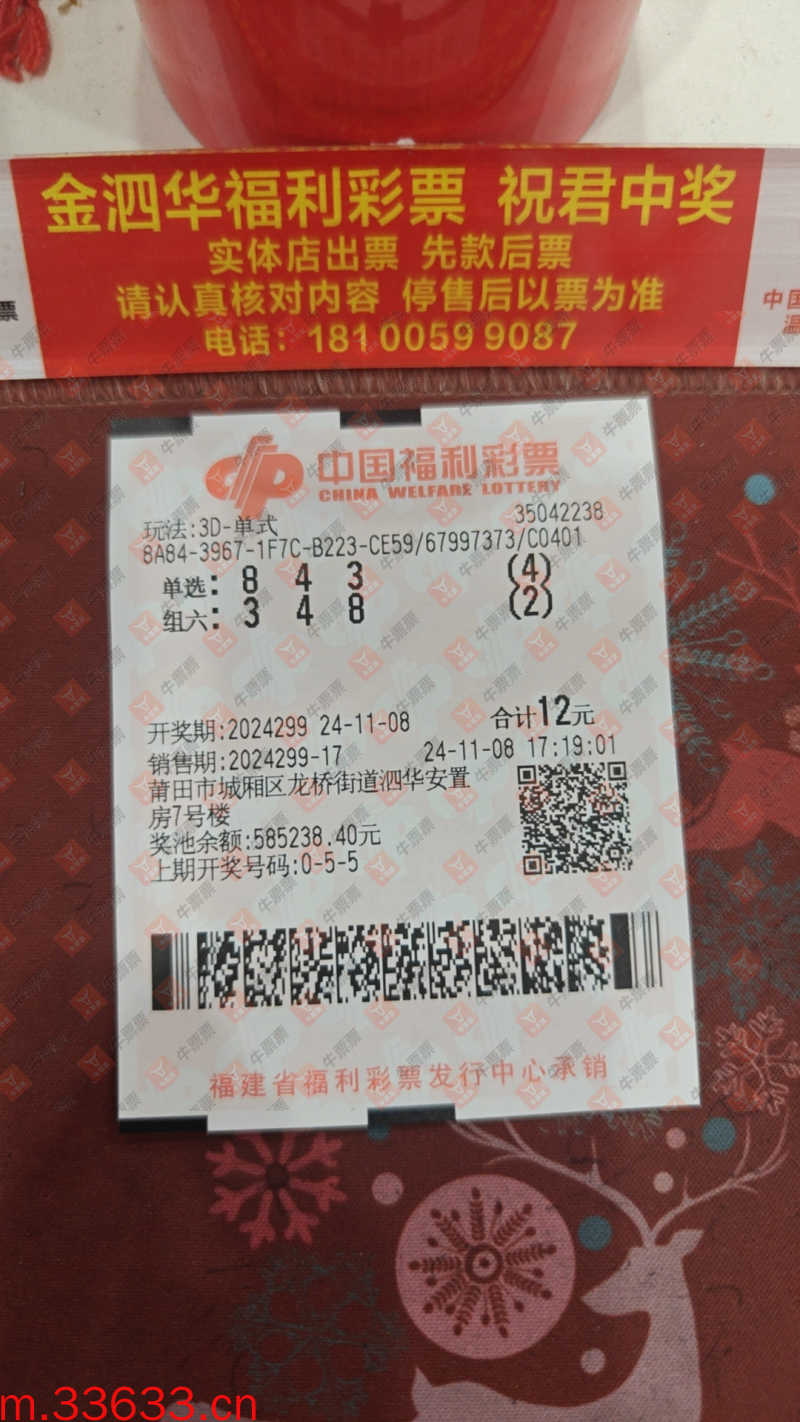 金泗华福利彩票 祝君中奖
实体店出票 先款后票
请认真核对内容 停售后以票为准
电话：18100599087
票
中国
温
中国福利彩票
CHINA WELFARE LOTTERY
玩法:3D-单式 35042238
8A84-3967-1F7C-B223-CE59/67997373/C0401
单选: 8 4 3 (4)
组六: 3 4 8 (2)
开奖期:2024299 24-11-08 合计12元
销售期:2024299-17 24-11-08 17:19:01
莆田市城厢区龙桥街道泗华安置
房7号楼
奖池余额:585238.40元
上期开奖号码:0-5-5
福建省福利彩票发行中心承销
牛票票
m.33633.cn